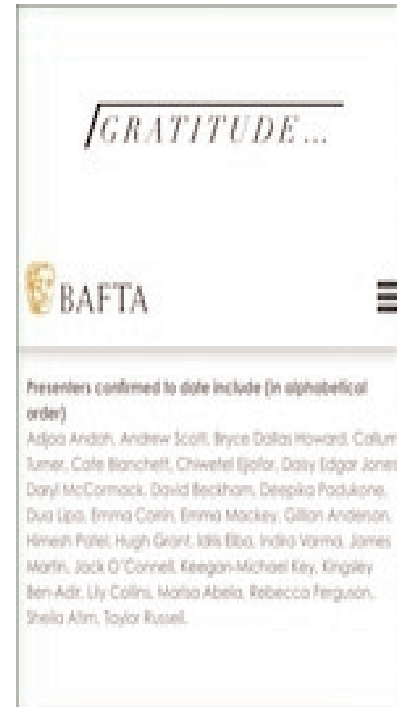 GRATITUDE...
BAFTA
Presenters confirmed to date include (in alphabetical
order)
Adjoa Andoh, Andrew Scott, Bryce Dallas Howard, Callum
Turner, Cate Blanchett, Chiwetel Ejiofor, Daisy Edgar Jones,
Daryl McCormack, David Beckham, Deepika Padukone,
Dua Lipa, Emma Corrin, Emma Mackey, Gillian Anderson,
Himesh Patel, Hugh Grant, Idris Elba, Indira Varma, James
Martin, Jack O'Connell, Keegan-Michael Key, Kingsley
Ben-Adir, Lily Collins, Marisa Abela, Rebecca Ferguson,
Sheila Atim, Taylor Russell.